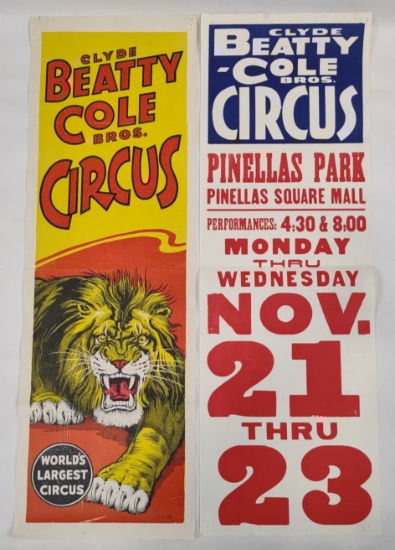 CLYDE
BEATTY
COLE
BROS.
CIRCUS
WORLD'S
LARGEST
CIRCUS
CLYDE
BEATTY
-COLE
BROS.
CIRCUS
PINELLAS PARK
PINELLAS SQUARE MALL
PERFORMANCES: 4:30 & 8:00
MONDAY
THRU
WEDNESDAY
NOV.
21
THRU
23